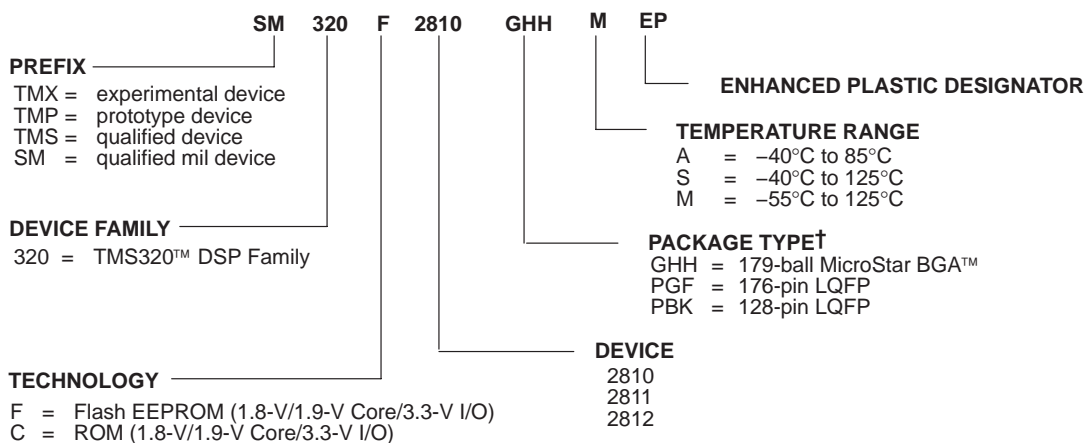 SM 320 F 2810 GHH M EP
PREFIX
TMX = experimental device
TMP = prototype device
TMS = qualified device
SM = qualified mil device
ENHANCED PLASTIC DESIGNATOR
TEMPERATURE RANGE
A = −40°C to 85°C
S = −40°C to 125°C
M = −55°C to 125°C
DEVICE FAMILY
320 = TMS320™ DSP Family
PACKAGE TYPE†
GHH = 179-ball MicroStar BGA™
PGF = 176-pin LQFP
PBK = 128-pin LQFP
DEVICE
2810
2811
2812
TECHNOLOGY
F = Flash EEPROM (1.8-V/1.9-V Core/3.3-V I/O)
C = ROM (1.8-V/1.9-V Core/3.3-V I/O)